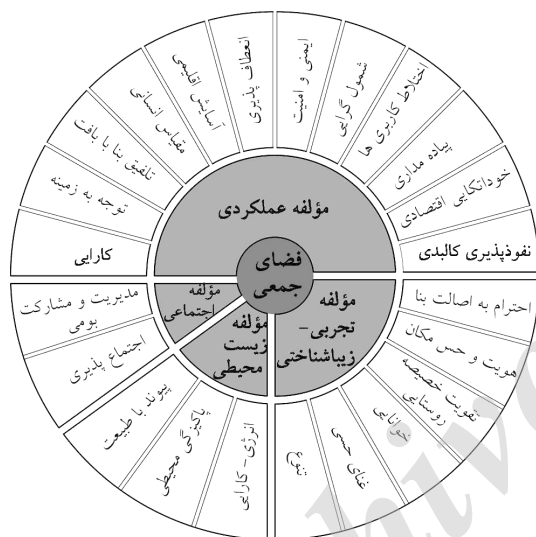 فضای
جمعی
مؤلفه عملکردی
مؤلفه
تجربی-
زیباشناختی
مؤلفه
زیست
محیطی
مؤلفه
اجتماعی
کارایی
توجه به زمینه
تلفیق بنا با بافت
مقیاس انسانی
آسایش اقلیمی
انعطاف پذیری
ایمنی و امنیت
شمول گرایی
اختلاط کاربری ها
پیاده مداری
خوداتکایی اقتصادی
نفوذپذیری کالبدی
احترام به اصالت بنا
هویت و حس مکان
تقویت خصیصه
روستایی
خوانایی
غنای حسی
تنوع
انرژی-کارایی
پاکیزگی محیطی
پیوند با طبیعت
اجتماع پذیری
مدیریت و مشارکت
بومی
hive